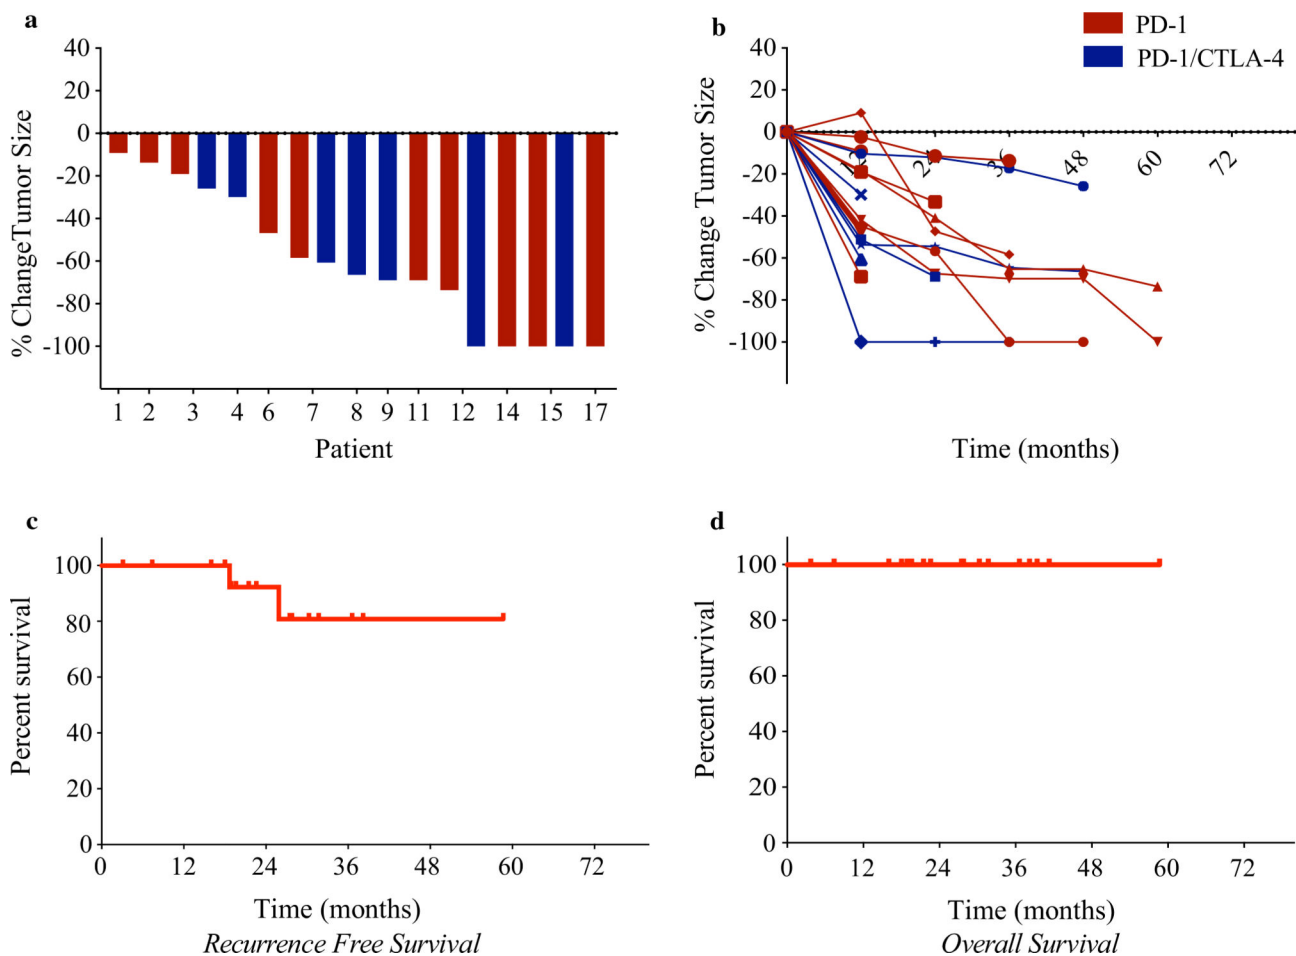 a
% ChangeTumor Size
40
20
0
-20
-40
-60
-80
-100
1 2 3 4 6 7 8 9 11 12 14 15 17
Patient
b
PD-1
PD-1/CTLA-4
% Change Tumor Size
40
20
0
-20
-40
-60
-80
-100
12 24 36 48 60 72
Time (months)
c
Percent survival
100
80
60
40
20
0
0 12 24 36 48 60 72
Time (months)
Recurrence Free Survival
d
Percent survival
100
80
60
40
20
0
0 12 24 36 48 60 72
Time (months)
Overall Survival